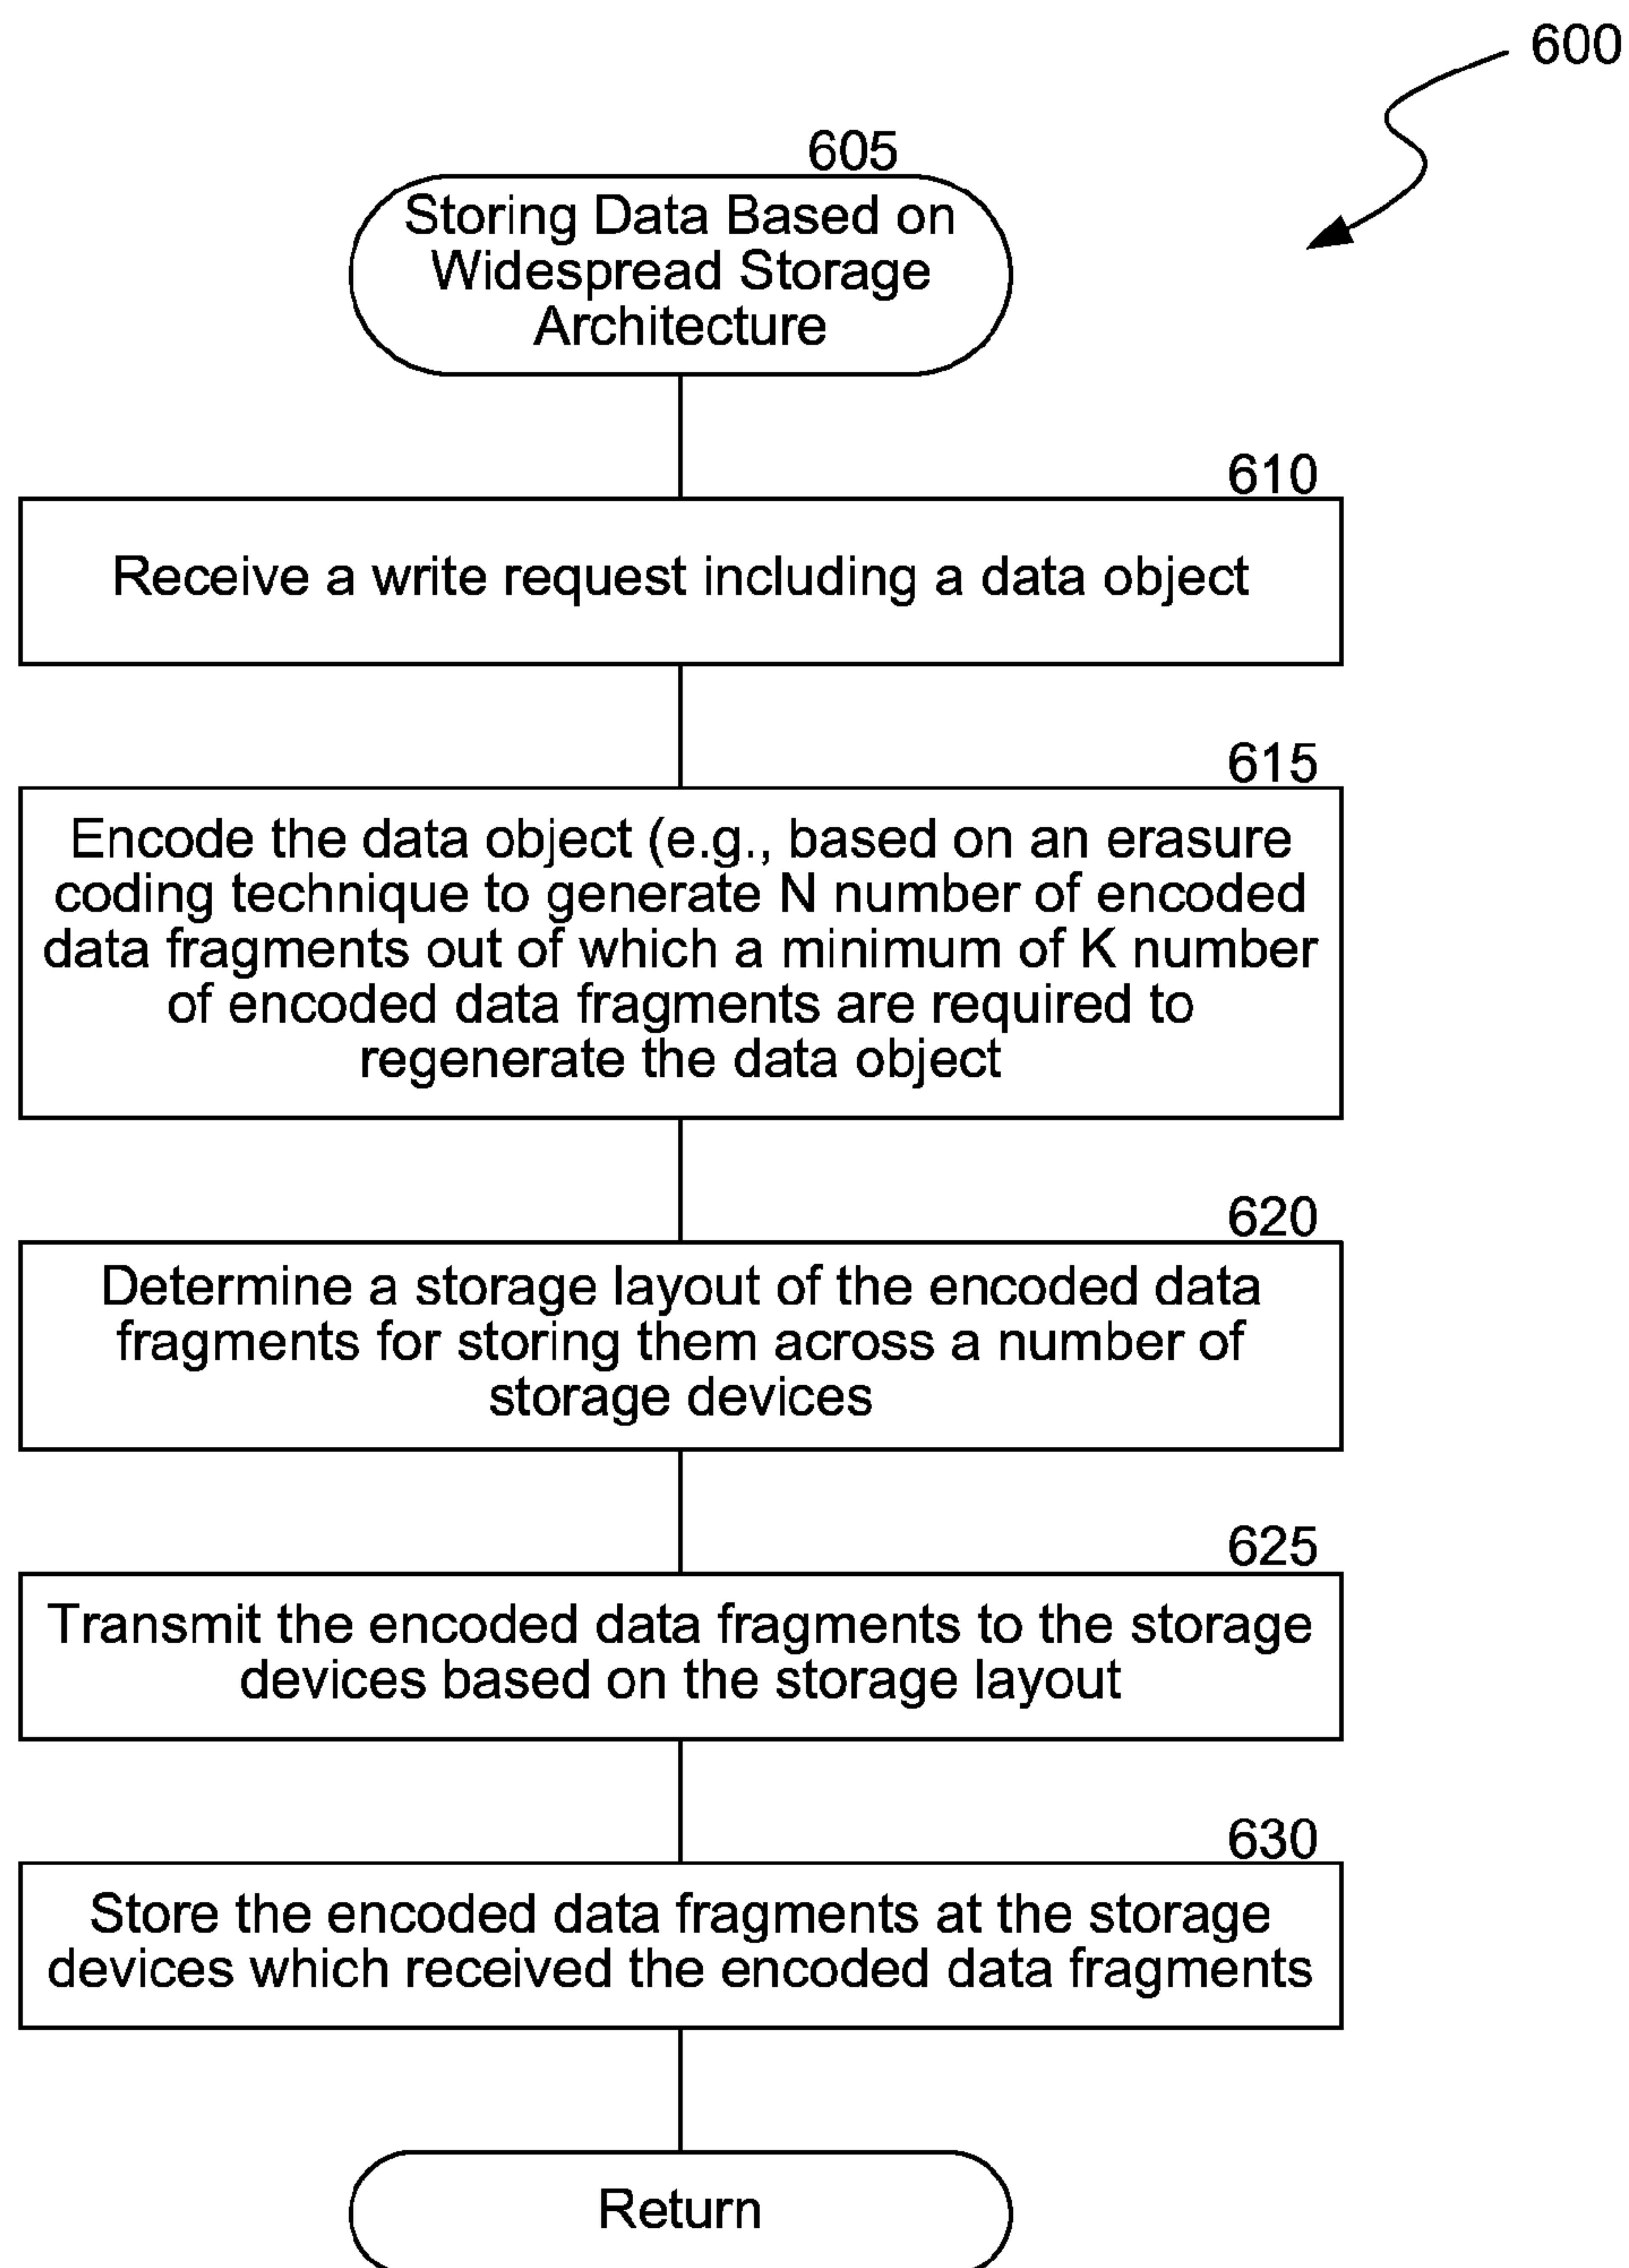 600
605
Storing Data Based on
Widespread Storage
Architecture
610
Receive a write request including a data object
615
Encode the data object (e.g., based on an erasure
coding technique to generate N number of encoded
data fragments out of which a minimum of K number
of encoded data fragments are required to
regenerate the data object
620
Determine a storage layout of the encoded data
fragments for storing them across a number of
storage devices
625
Transmit the encoded data fragments to the storage
devices based on the storage layout
630
Store the encoded data fragments at the storage
devices which received the encoded data fragments
Return